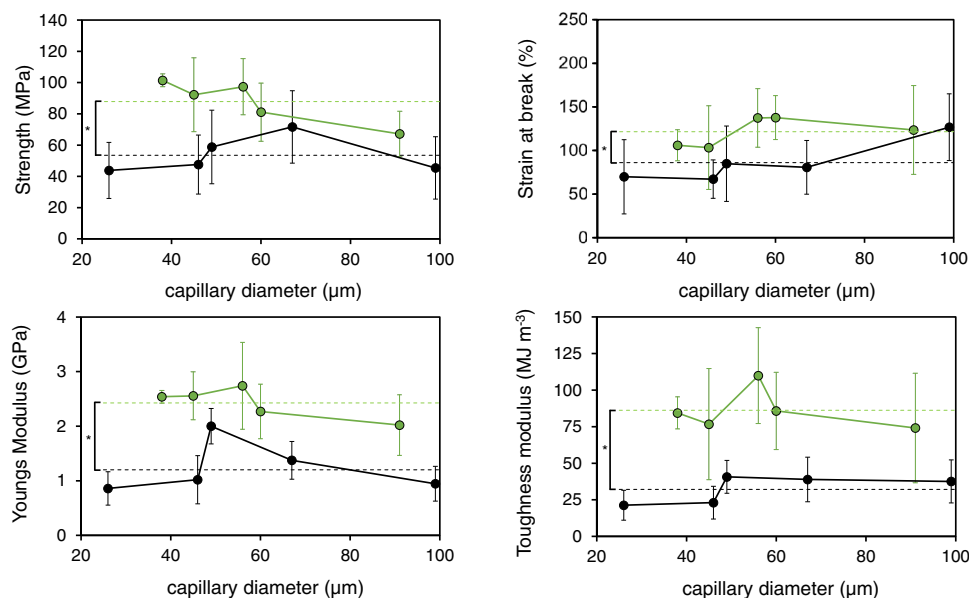 Strength (MPa)
140
120
100
80
60
40
20
0
*
20 40 60 80 100
capillary diameter (µm)
Strain at break (%)
250
200
150
100
50
0
*
20 40 60 80 100
capillary diameter (µm)
Youngs Modulus (GPa)
4
3
2
1
0
*
20 40 60 80 100
capillary diameter (µm)
Toughness modulus (MJ m⁻³)
150
125
100
75
50
25
0
*
20 40 60 80 100
capillary diameter (µm)